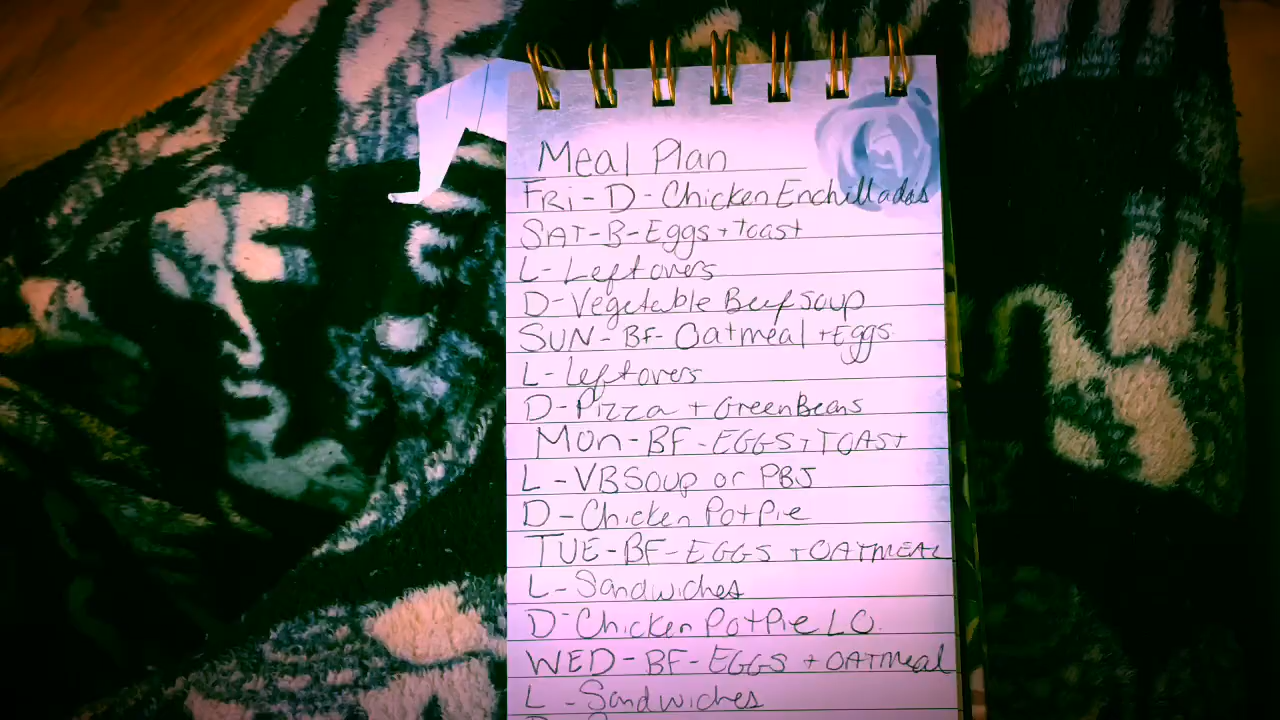 Meal Plan
FRI - D - Chicken Enchilladas
SAT - B - Eggs + Toast
L - Leftovers
D - Vegetable Beef Soup
SUN - BF - Oatmeal + Eggs
L - Leftovers
D - Pizza + Green Beans
MON - BF - EGGS + TOAST
L - VB Soup or PBJ
D - Chicken Pot Pie
TUE - BF - EGGS + OATMEAL
L - Sandwiches
D - Chicken Pot Pie L.O.
WED - BF - EGGS + OATMeal
L - Sandwiches